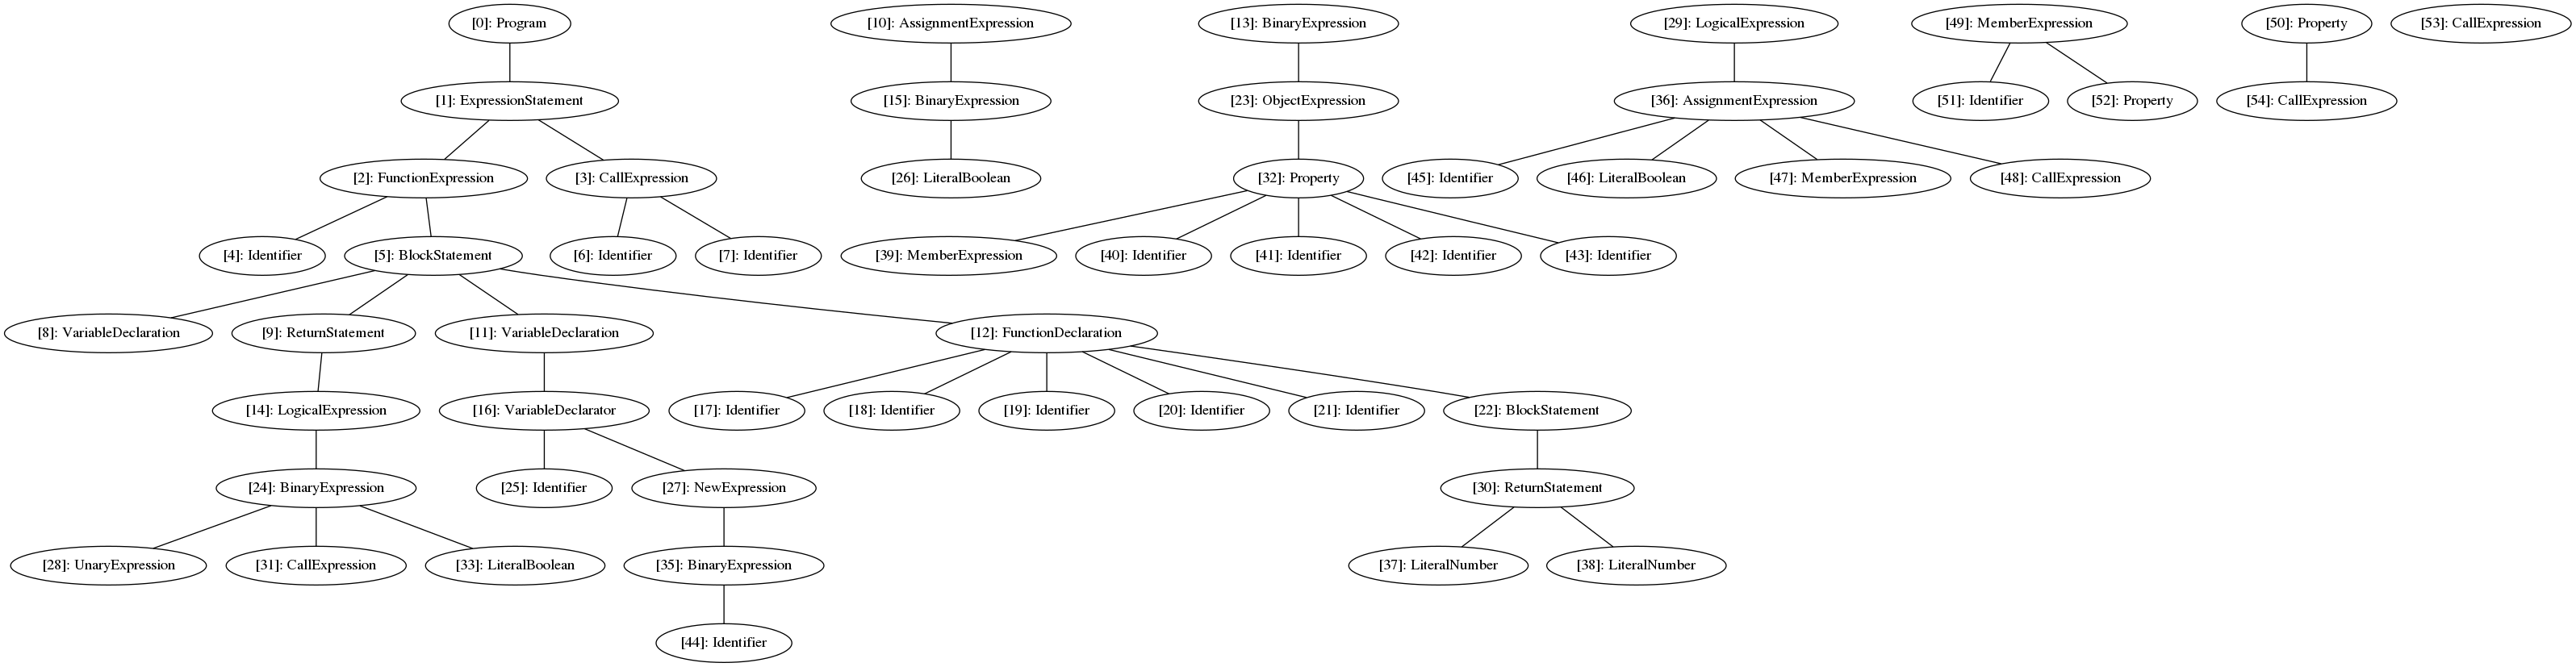 [0]: Program
[10]: AssignmentExpression
[13]: BinaryExpression
[29]: LogicalExpression
[49]: MemberExpression
[50]: Property
[53]: CallExpression
[1]: ExpressionStatement
[15]: BinaryExpression
[23]: ObjectExpression
[36]: AssignmentExpression
[51]: Identifier
[52]: Property
[54]: CallExpression
[2]: FunctionExpression
[3]: CallExpression
[26]: LiteralBoolean
[32]: Property
[45]: Identifier
[46]: LiteralBoolean
[47]: MemberExpression
[48]: CallExpression
[4]: Identifier
[5]: BlockStatement
[6]: Identifier
[7]: Identifier
[39]: MemberExpression
[40]: Identifier
[41]: Identifier
[42]: Identifier
[43]: Identifier
[8]: VariableDeclaration
[9]: ReturnStatement
[11]: VariableDeclaration
[12]: FunctionDeclaration
[14]: LogicalExpression
[16]: VariableDeclarator
[17]: Identifier
[18]: Identifier
[19]: Identifier
[20]: Identifier
[21]: Identifier
[22]: BlockStatement
[24]: BinaryExpression
[25]: Identifier
[27]: NewExpression
[30]: ReturnStatement
[28]: UnaryExpression
[31]: CallExpression
[33]: LiteralBoolean
[35]: BinaryExpression
[37]: LiteralNumber
[38]: LiteralNumber
[44]: Identifier